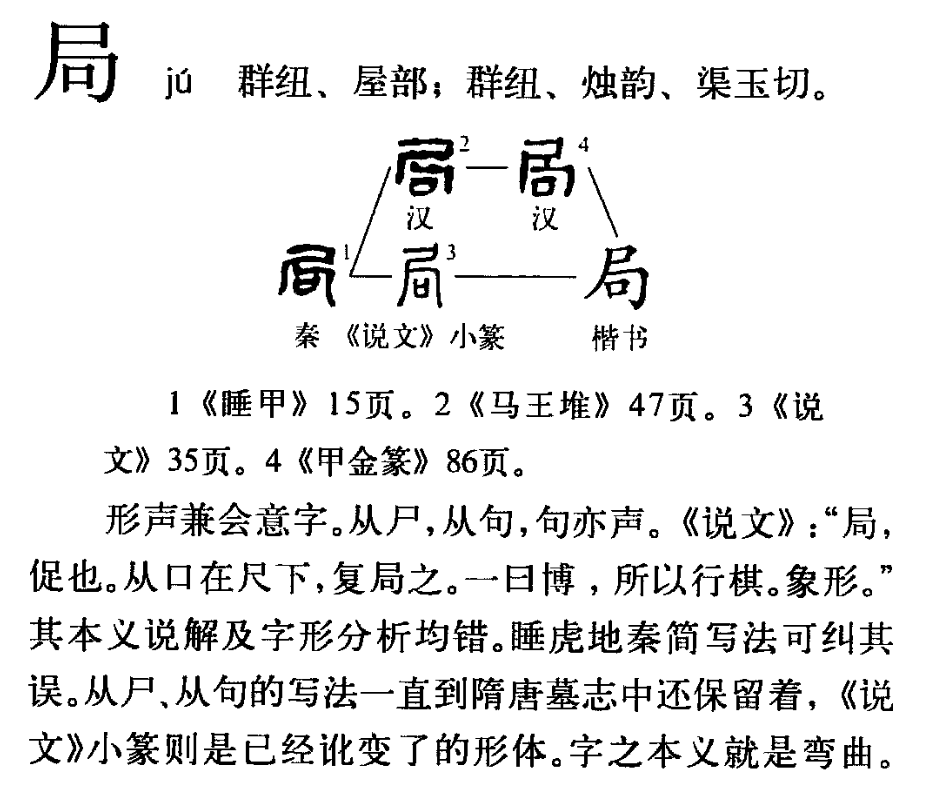 局 jú 群纽、屋部；群纽、烛韵、渠玉切。
局2 局4
汉 汉
局1 局3 局
秦 《说文》小篆 楷书
1《睡甲》15页。2《马王堆》47页。3《说
文》35页。4《甲金篆》86页。
形声兼会意字。从尸，从句，句亦声。《说文》：“局，
促也。从口在尺下，复局之。一曰博，所以行棋。象形。”
其本义说解及字形分析均错。睡虎地秦简写法可纠其
误。从尸、从句的写法一直到隋唐墓志中还保留着，《说
文》小篆则是已经讹变了的形体。字之本义就是弯曲。